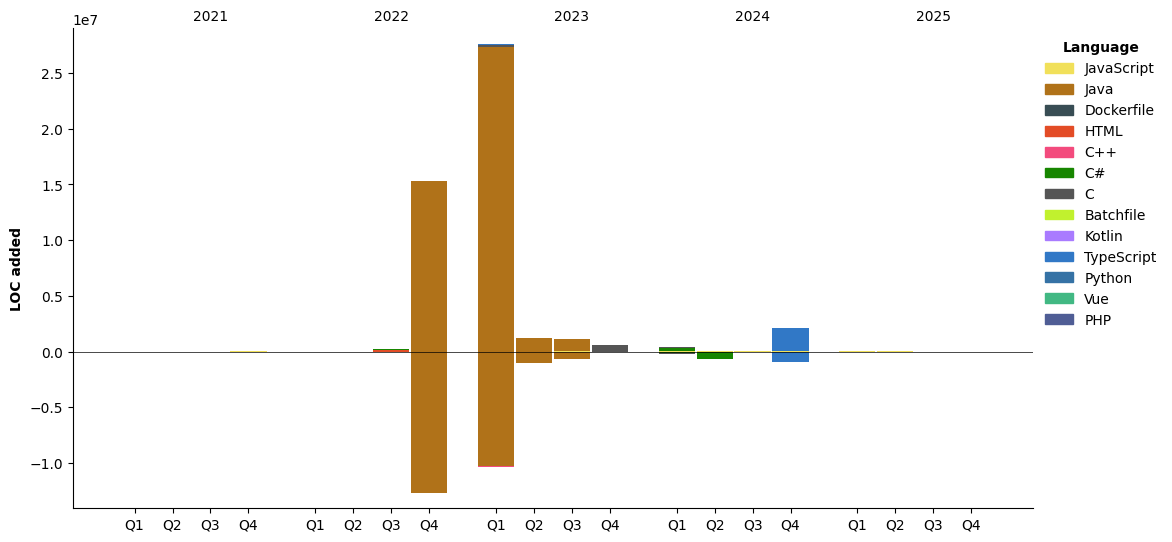 1e7
2021 2022 2023 2024 2025
Language
JavaScript
Java
Dockerfile
HTML
C++
C#
C
Batchfile
Kotlin
TypeScript
Python
Vue
PHP
LOC added
2.5
2.0
1.5
1.0
0.5
0.0
−0.5
−1.0
Q1 Q2 Q3 Q4 Q1 Q2 Q3 Q4 Q1 Q2 Q3 Q4 Q1 Q2 Q3 Q4 Q1 Q2 Q3 Q4